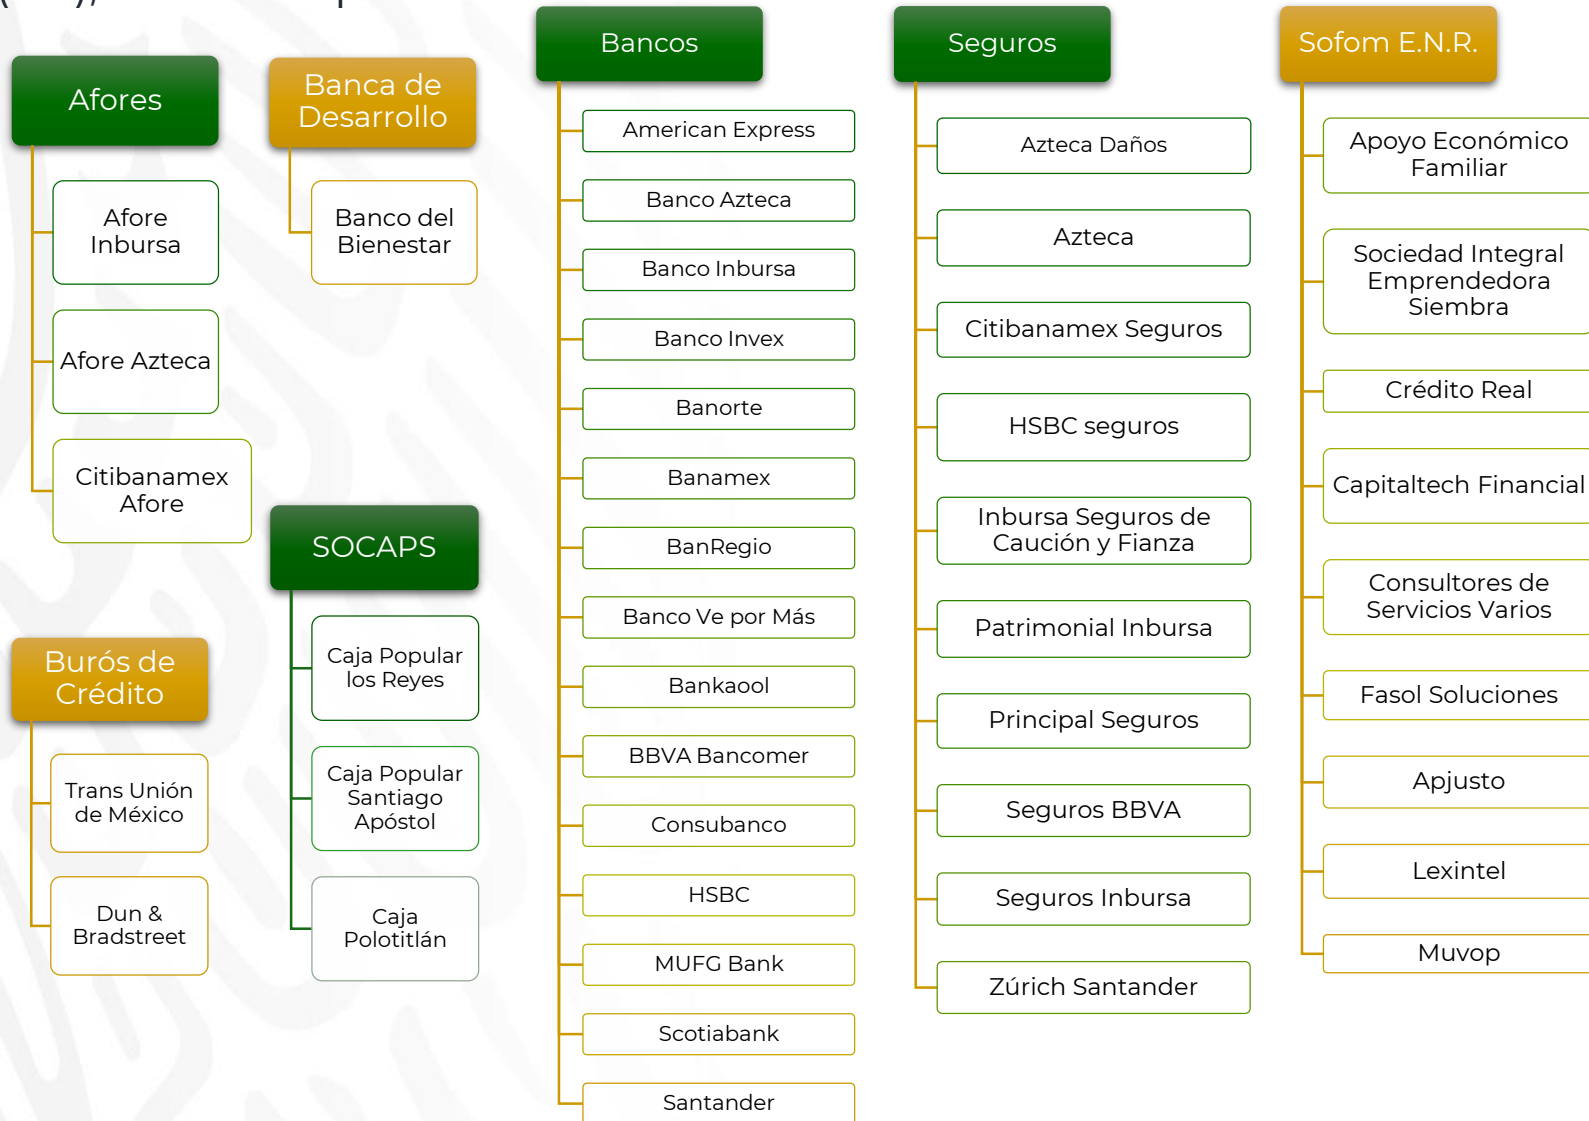 Afores
Afore
Inbursa
Afore Azteca
Citibanamex
Afore
Burós de
Crédito
Trans Unión
de México
Dun &
Bradstreet
Banca de
Desarrollo
Banco del
Bienestar
SOCAPS
Caja Popular
los Reyes
Caja Popular
Santiago
Apóstol
Caja
Polotitlán
Bancos
American Express
Banco Azteca
Banco Inbursa
Banco Invex
Banorte
Banamex
BanRegio
Banco Ve por Más
Bankaool
BBVA Bancomer
Consubanco
HSBC
MUFG Bank
Scotiabank
Santander
Seguros
Azteca Daños
Azteca
Citibanamex Seguros
HSBC seguros
Inbursa Seguros de
Caución y Fianza
Patrimonial Inbursa
Principal Seguros
Seguros BBVA
Seguros Inbursa
Zúrich Santander
Sofom E.N.R.
Apoyo Económico
Familiar
Sociedad Integral
Emprendedora
Siembra
Crédito Real
Capitaltech Financial
Consultores de
Servicios Varios
Fasol Soluciones
Apjusto
Lexintel
Muvop